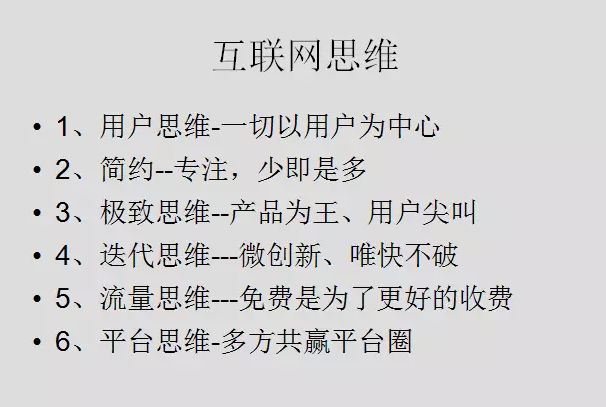 互联网思维
• 1、用户思维-一切以用户为中心
• 2、简约--专注，少即是多
• 3、极致思维--产品为王、用户尖叫
• 4、迭代思维---微创新、唯快不破
• 5、流量思维---免费是为了更好的收费
• 6、平台思维-多方共赢平台圈